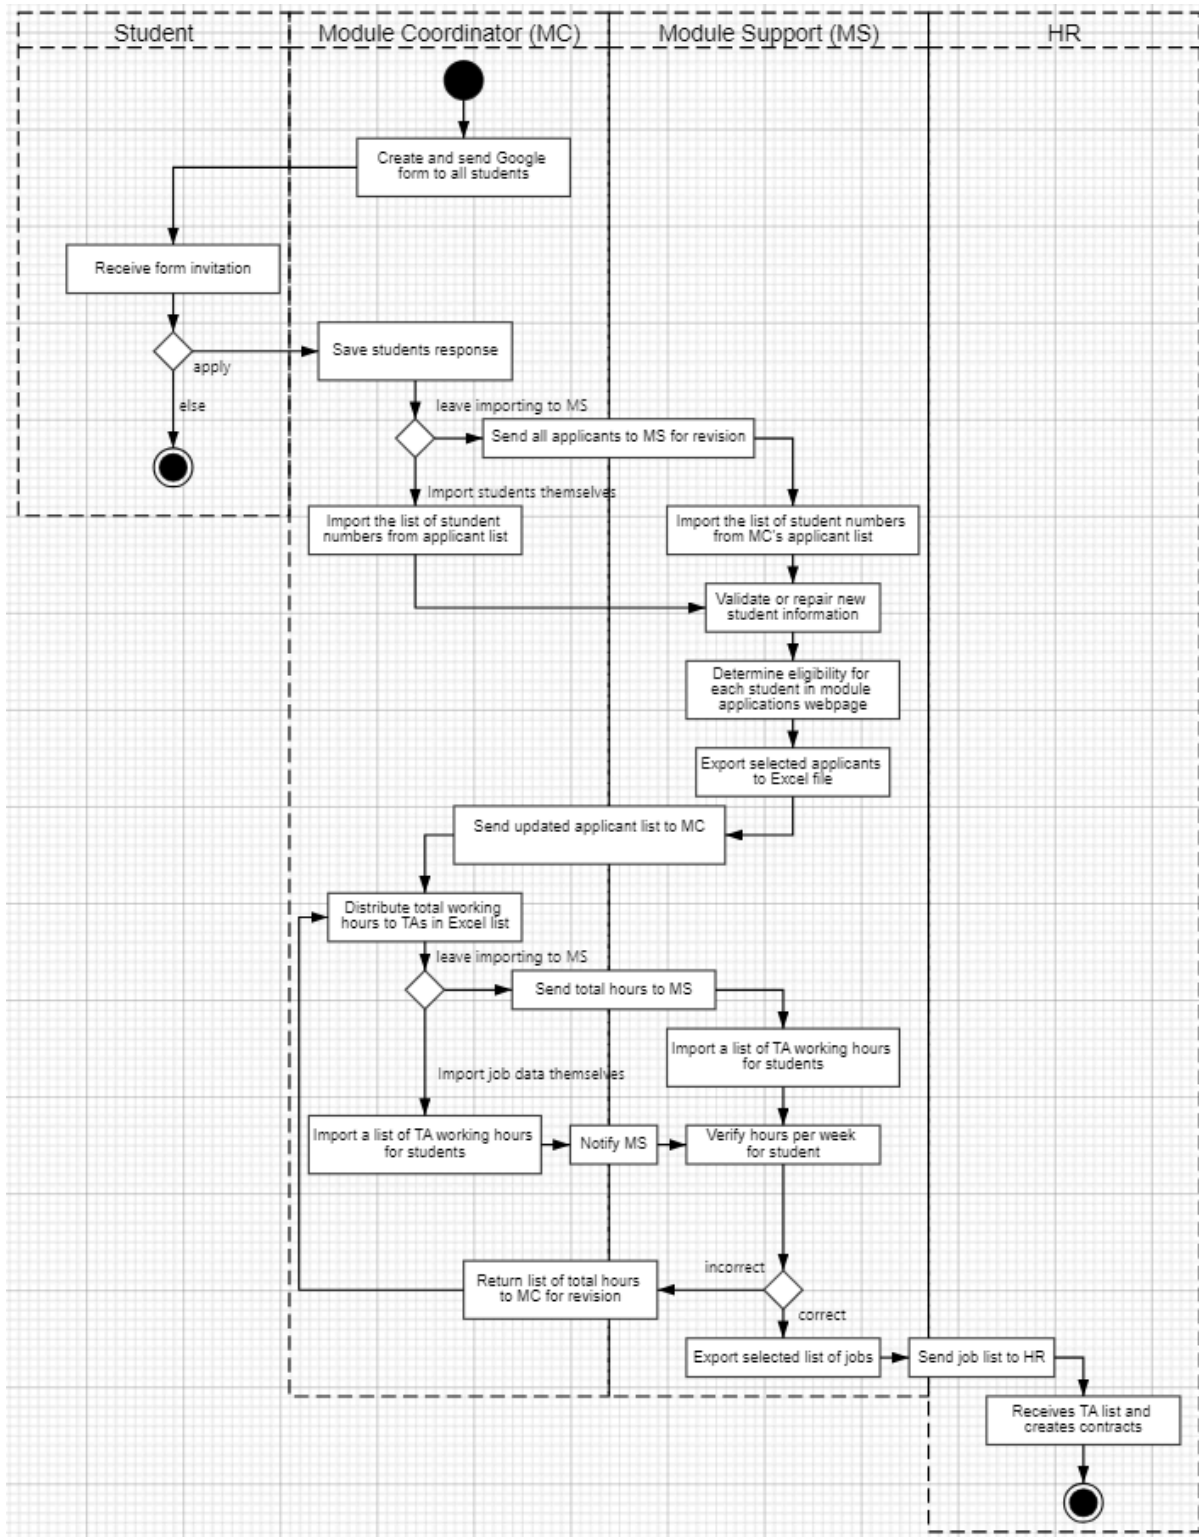 Student
Module Coordinator (MC)
Module Support (MS)
HR
Create and send Google
form to all students
Receive form invitation
apply
else
Save students response
leave importing to MS
Send all applicants to MS for revision
Import students themselves
Import the list of stundent
numbers from applicant list
Import the list of student numbers
from MC's applicant list
Validate or repair new
student information
Determine eligibility for
each student in module
applications webpage
Export selected applicants
to Excel file
Send updated applicant list to MC
Distribute total working
hours to TAs in Excel list
leave importing to MS
Send total hours to MS
Import a list of TA working hours
for students
Import job data themselves
Import a list of TA working hours
for students
Notify MS
Verify hours per week
for student
incorrect
Return list of total hours
to MC for revision
correct
Export selected list of jobs
Send job list to HR
Receives TA list and
creates contracts